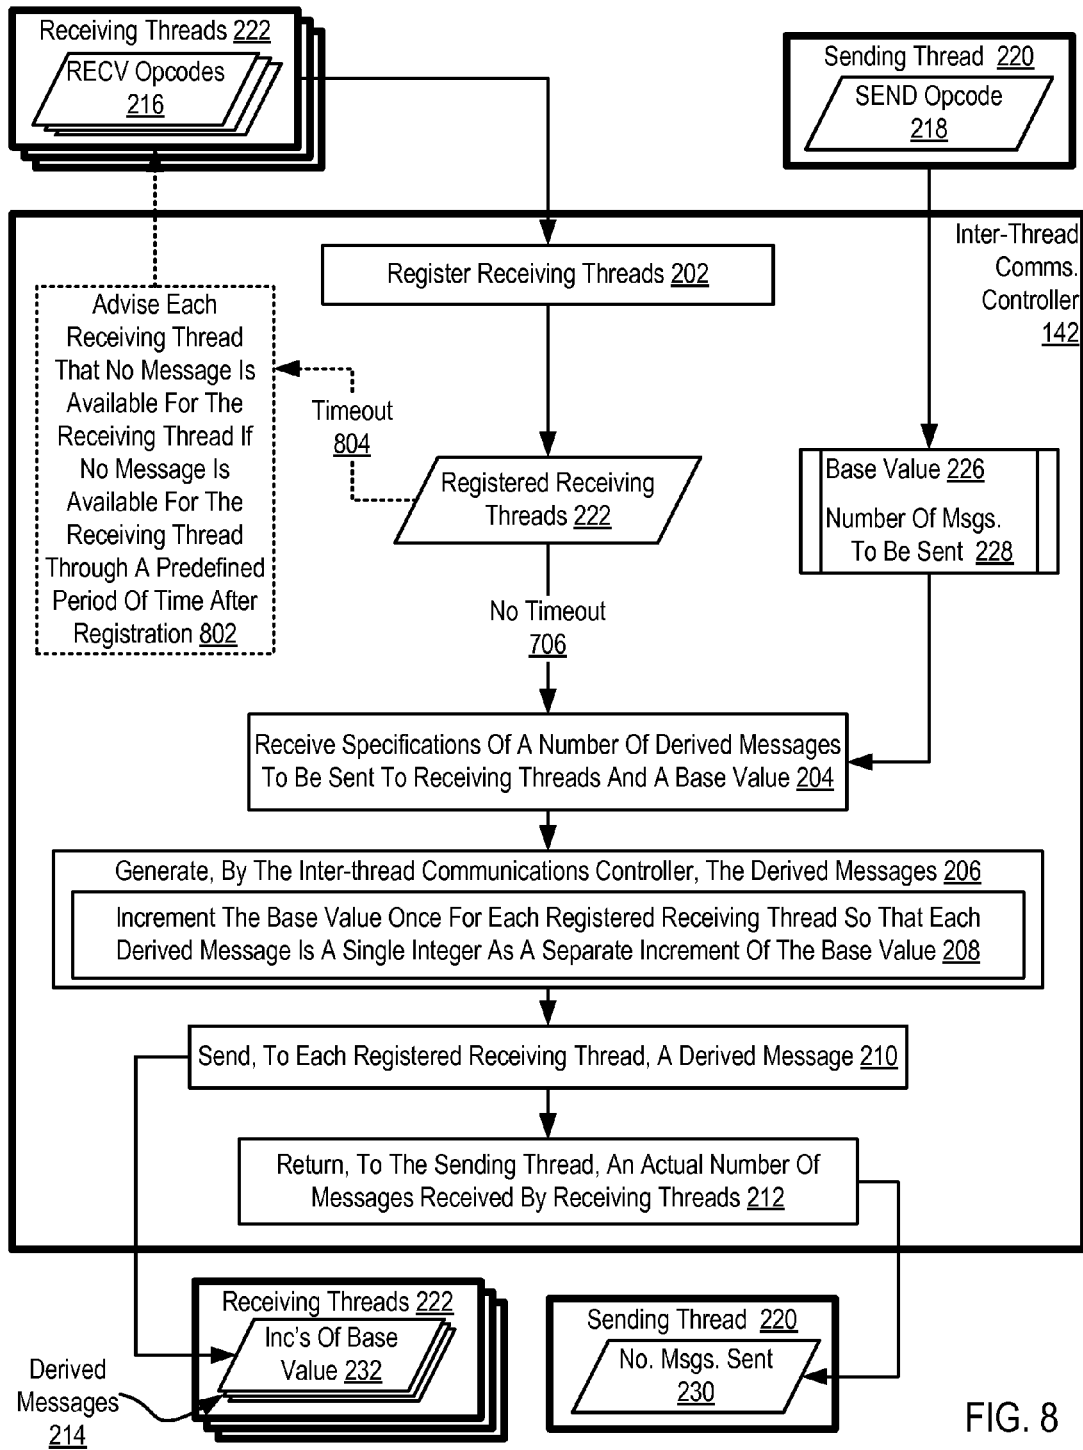 Receiving Threads 222
RECV Opcodes
216
Sending Thread 220
SEND Opcode
218
Inter-Thread
Comms.
Controller
142
Register Receiving Threads 202
Advise Each
Receiving Thread
That No Message Is
Available For The
Receiving Thread If
No Message Is
Available For The
Receiving Thread
Through A Predefined
Period Of Time After
Registration 802
Timeout
804
Registered Receiving
Threads 222
Base Value 226
Number Of Msgs.
To Be Sent 228
No Timeout
706
Receive Specifications Of A Number Of Derived Messages
To Be Sent To Receiving Threads And A Base Value 204
Generate, By The Inter-thread Communications Controller, The Derived Messages 206
Increment The Base Value Once For Each Registered Receiving Thread So That Each
Derived Message Is A Single Integer As A Separate Increment Of The Base Value 208
Send, To Each Registered Receiving Thread, A Derived Message 210
Return, To The Sending Thread, An Actual Number Of
Messages Received By Receiving Threads 212
Receiving Threads 222
Inc's Of Base
Value 232
Derived
Messages
214
Sending Thread 220
No. Msgs. Sent
230
FIG. 8